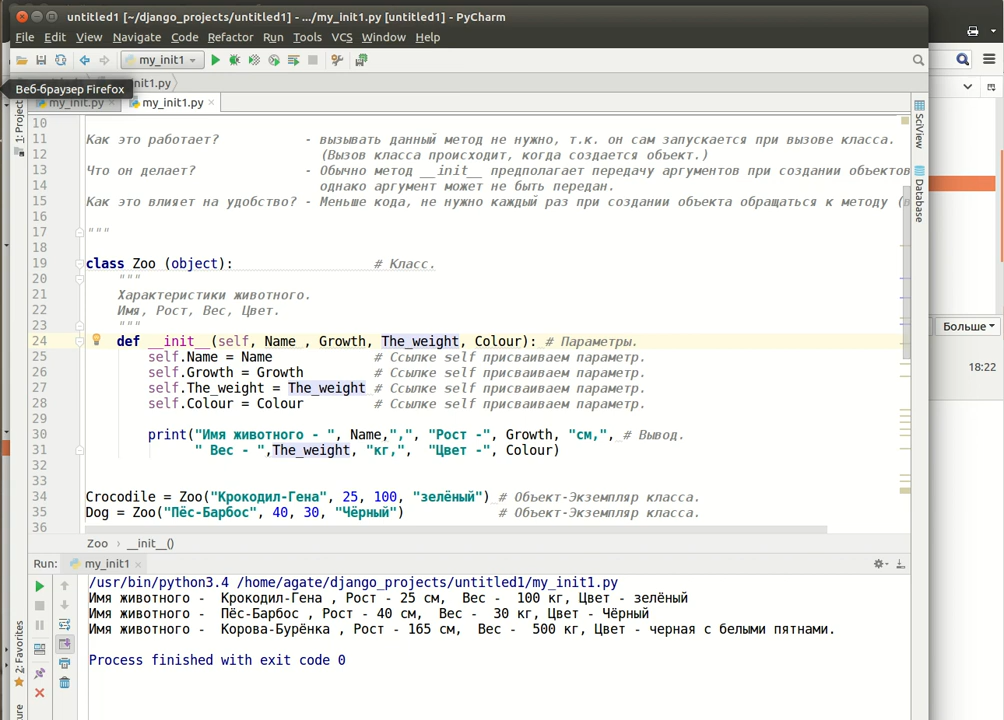 untitled1 [~/django_projects/untitled1] - .../my_init1.py [untitled1] - PyCharm
File Edit View Navigate Code Refactor Run Tools VCS Window Help
my_init1
Веб-браузер Firefox
init1.py
my_init.py my_init1.py
1: Project
SciView
Database
10
11 Как это работает? - вызывать данный метод не нужно, т.к. он сам запускается при вызове класса.
12 (Вызов класса происходит, когда создается объект.)
13 Что он делает? - Обычно метод __init__ предполагает передачу аргументов при создании объектов
14 однако аргумент может не быть передан.
15 Как это влияет на удобство? - Меньше кода, не нужно каждый раз при создании объекта обращаться к методу (
16
17 """
18
19 class Zoo (object): # Класс.
20 """
21 Характеристики животного.
22 Имя, Рост, Вес, Цвет.
23 """
24 def __init__(self, Name , Growth, The_weight, Colour): # Параметры.
25 self.Name = Name # Ссылке self присваиваем параметр.
26 self.Growth = Growth # Ссылке self присваиваем параметр.
27 self.The_weight = The_weight # Ссылке self присваиваем параметр.
28 self.Colour = Colour # Ссылке self присваиваем параметр.
29
30 print("Имя животного - ", Name,",", "Рост -", Growth, "см,", # Вывод.
31 " Вес - ",The_weight, "кг,", "Цвет -", Colour)
32
33
34 Crocodile = Zoo("Крокодил-Гена", 25, 100, "зелёный") # Объект-Экземпляр класса.
35 Dog = Zoo("Пёс-Барбос", 40, 30, "Чёрный") # Объект-Экземпляр класса.
36
Zoo › __init__()
Run: my_init1
/usr/bin/python3.4 /home/agate/django_projects/untitled1/my_init1.py
Имя животного - Крокодил-Гена , Рост - 25 см, Вес - 100 кг, Цвет - зелёный
Имя животного - Пёс-Барбос , Рост - 40 см, Вес - 30 кг, Цвет - Чёрный
Имя животного - Корова-Бурёнка , Рост - 165 см, Вес - 500 кг, Цвет - черная с белыми пятнами.
Process finished with exit code 0
2: Favorites
Больше
18:22